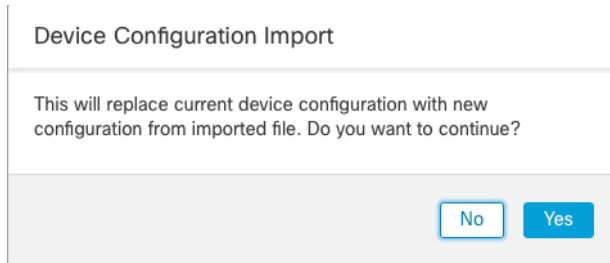 Device Configuration Import
This will replace current device configuration with new
configuration from imported file. Do you want to continue?
No
Yes